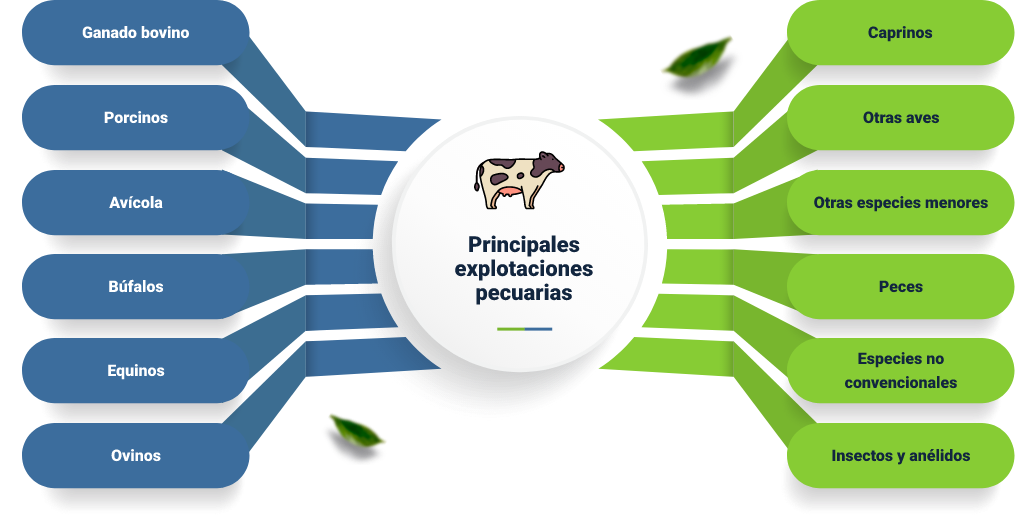 Ganado bovino
Porcinos
Avícola
Búfalos
Equinos
Ovinos
Principales
explotaciones
pecuarias
Caprinos
Otras aves
Otras especies menores
Peces
Especies no
convencionales
Insectos y anélidos